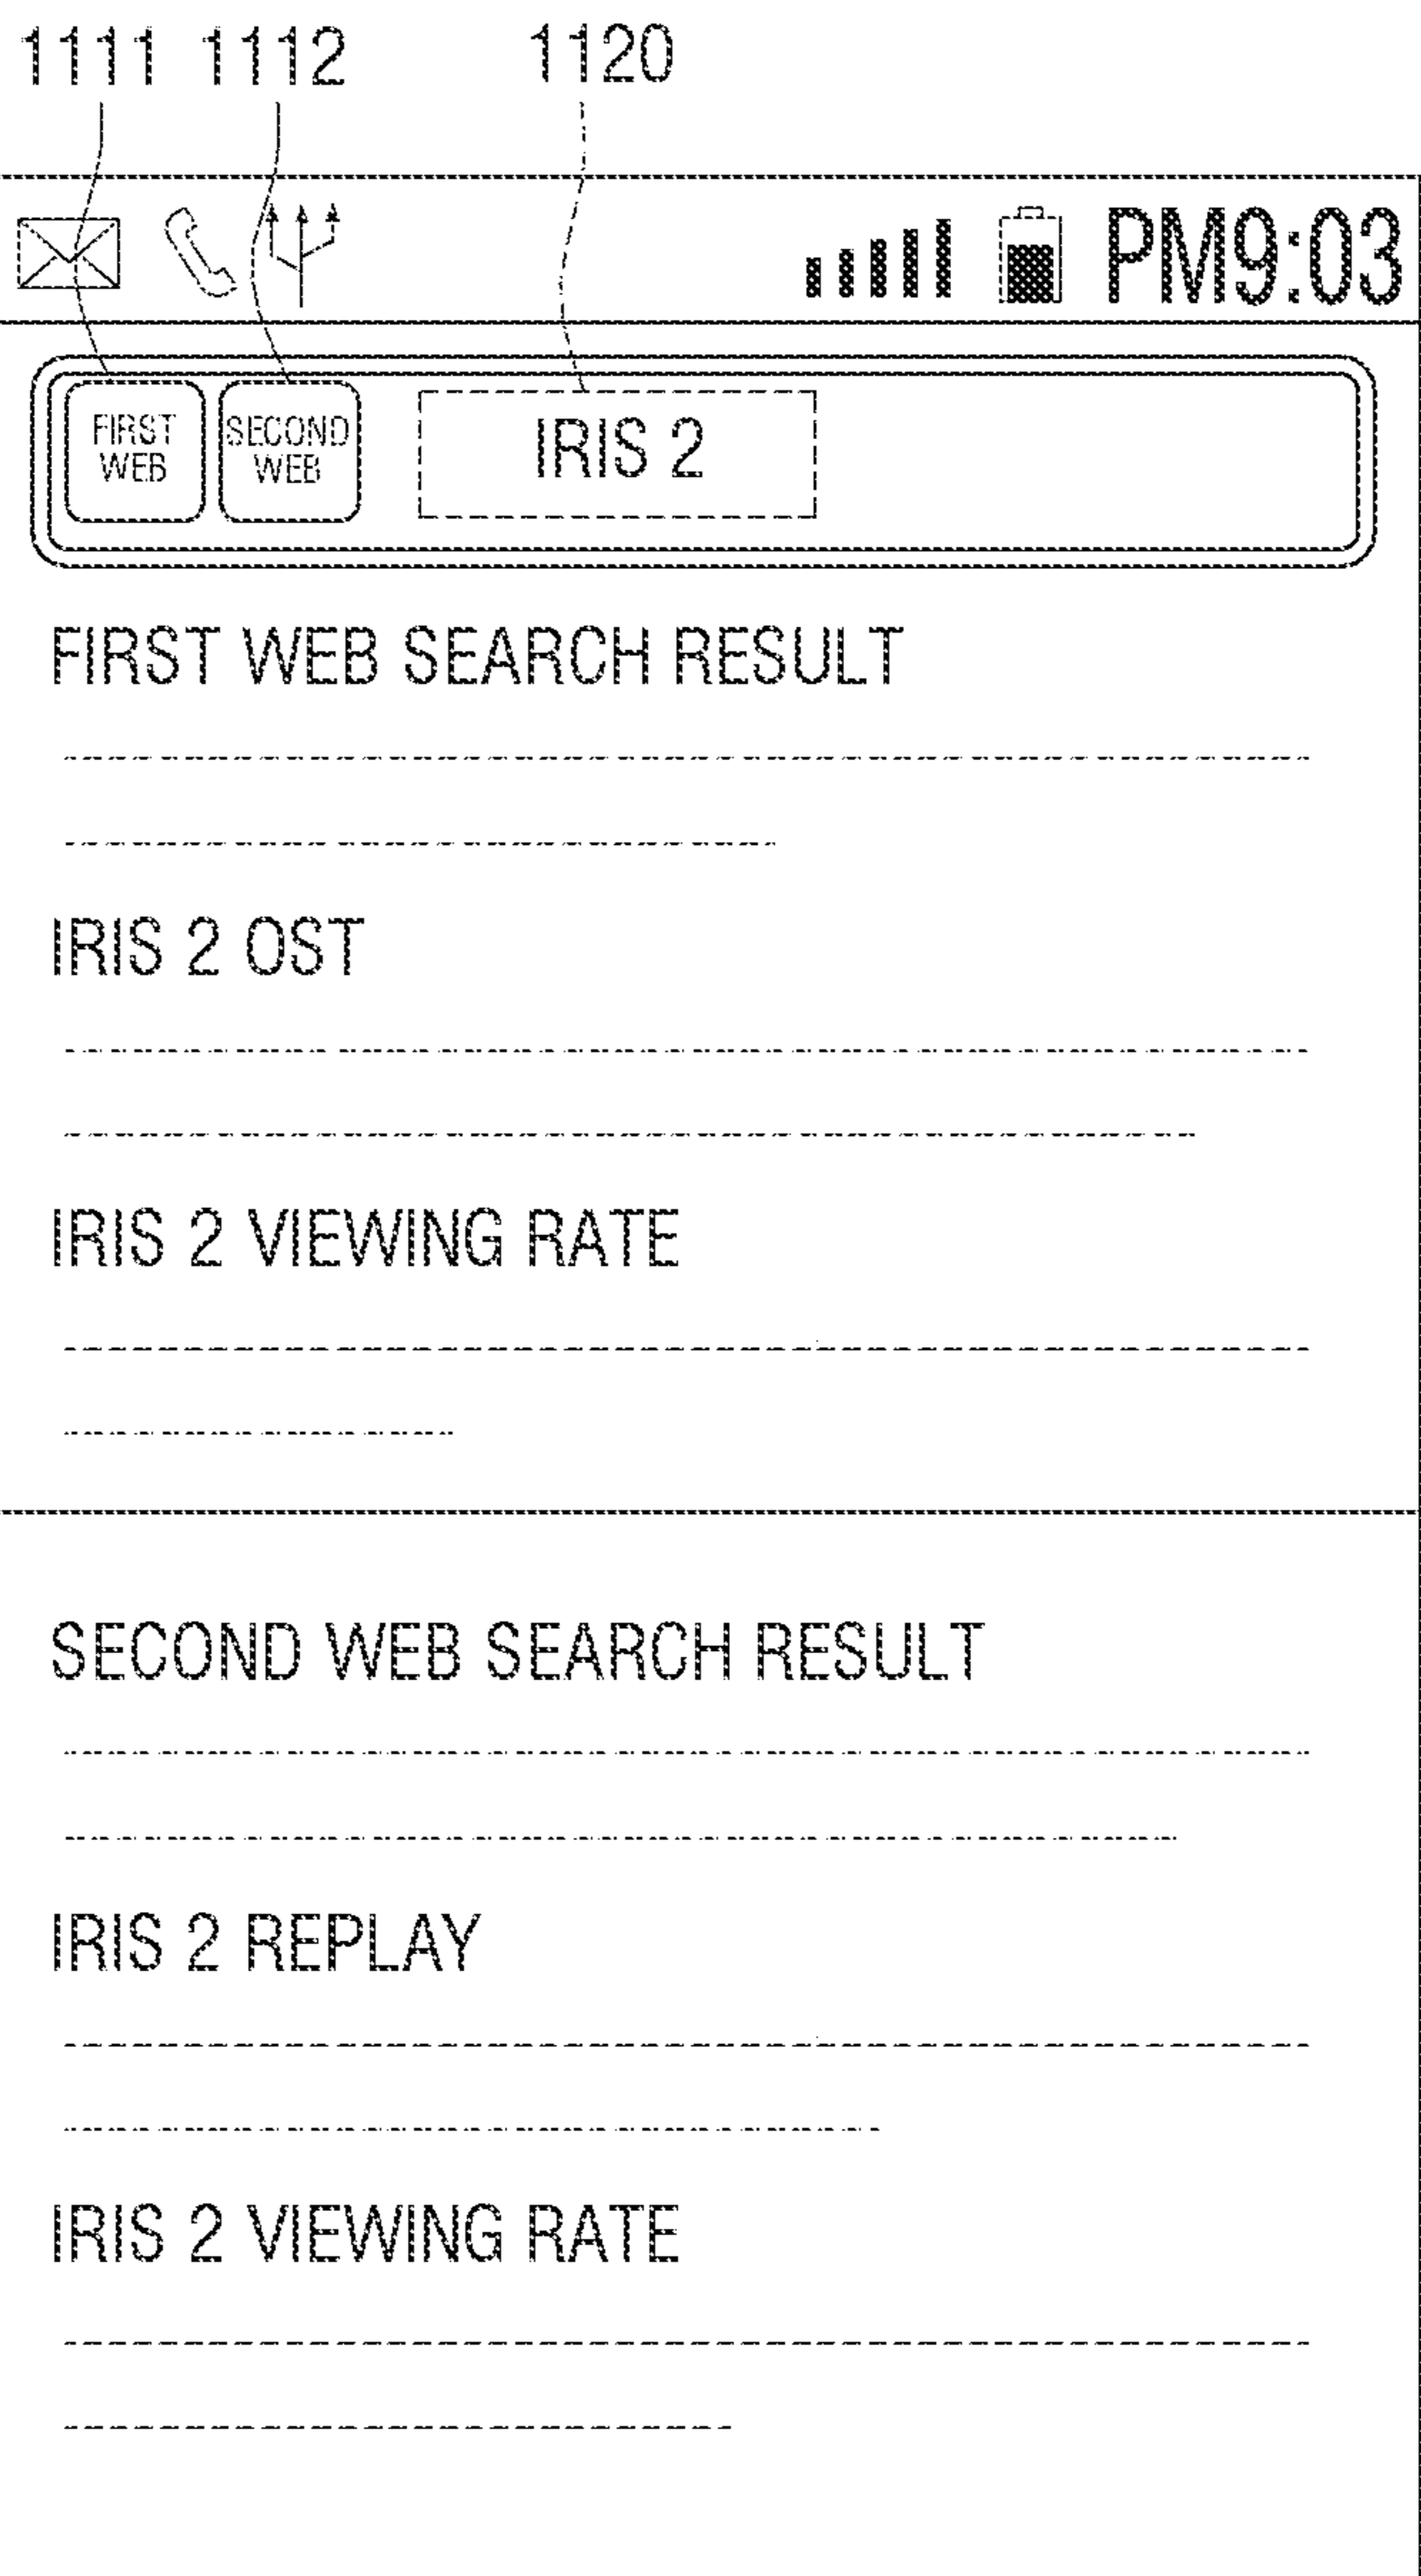 1111 1112 1120
PM9:03
FIRST
WEB
SECOND
WEB
IRIS 2
FIRST WEB SEARCH RESULT
IRIS 2 OST
IRIS 2 VIEWING RATE
SECOND WEB SEARCH RESULT
IRIS 2 REPLAY
IRIS 2 VIEWING RATE